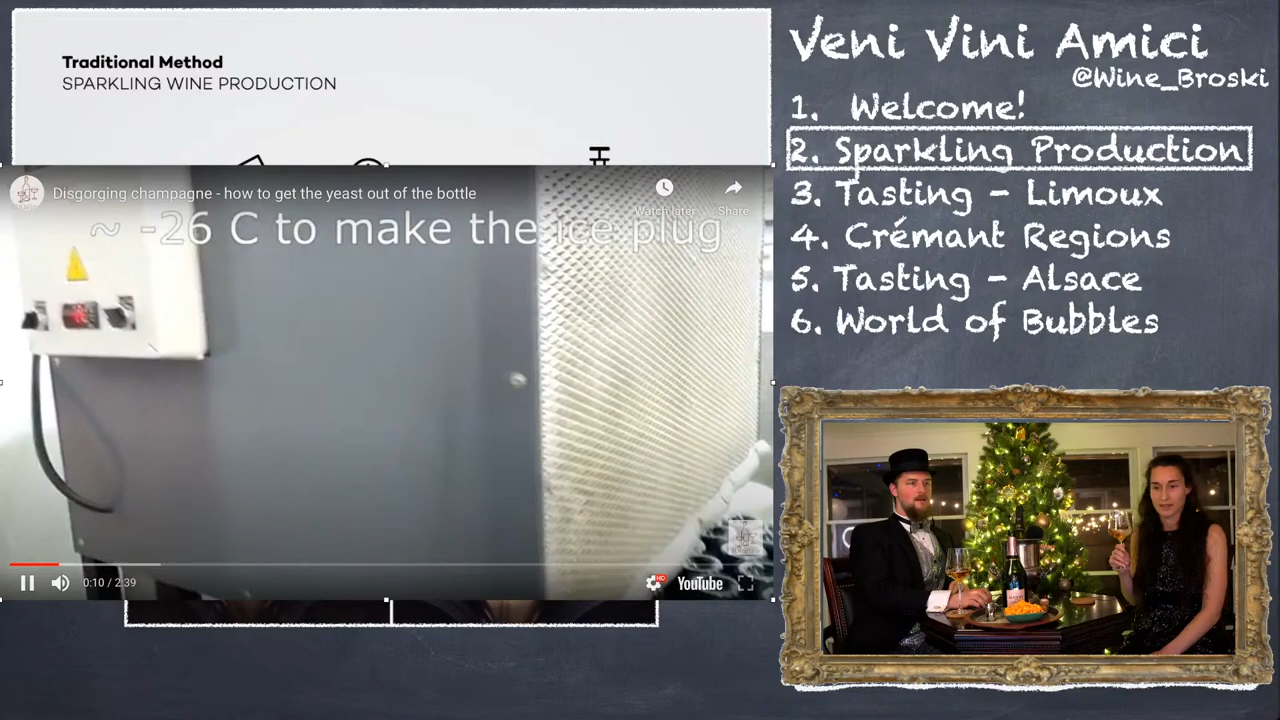 Traditional Method
SPARKLING WINE PRODUCTION
Disgorging champagne - how to get the yeast out of the bottle
Watch later
Share
~ -26 C to make the ice plug
0:10 / 2:39
HD
YouTube
Veni Vini Amici
@Wine_Broski
1. Welcome!
2. Sparkling Production
3. Tasting - Limoux
4. Crémant Regions
5. Tasting - Alsace
6. World of Bubbles